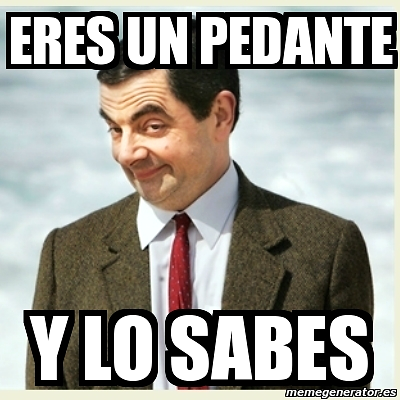 ERES UN PEDANTE
Y LO SABES
memegenerator.es